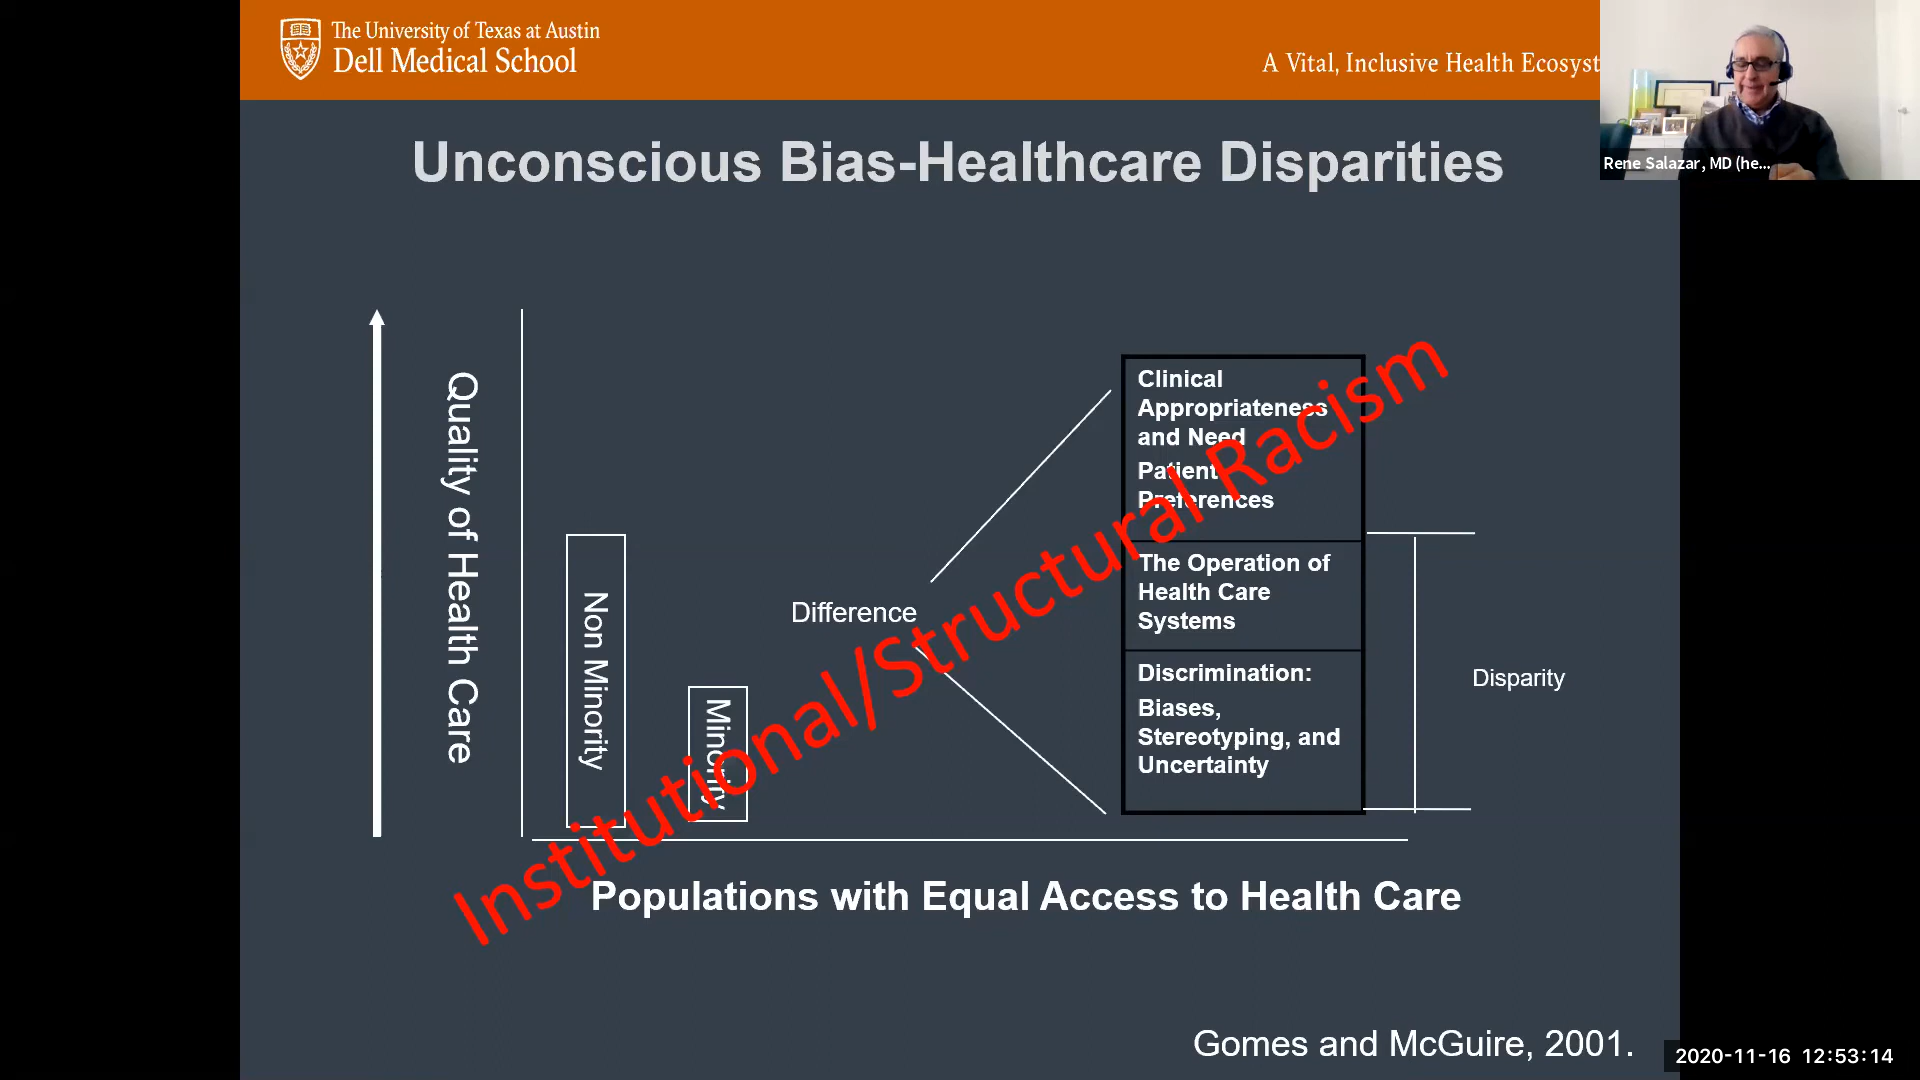 The University of Texas at Austin
Dell Medical School
A Vital, Inclusive Health Ecosyst
Rene Salazar, MD (he...
Unconscious Bias-Healthcare Disparities
Quality of Health Care
Non Minority
Minority
Difference
Clinical
Appropriateness
and Need
Patient
Preferences
The Operation of
Health Care
Systems
Discrimination:
Biases,
Stereotyping, and
Uncertainty
Disparity
Institutional/Structural Racism
Populations with Equal Access to Health Care
Gomes and McGuire, 2001.
2020-11-16 12:53:14